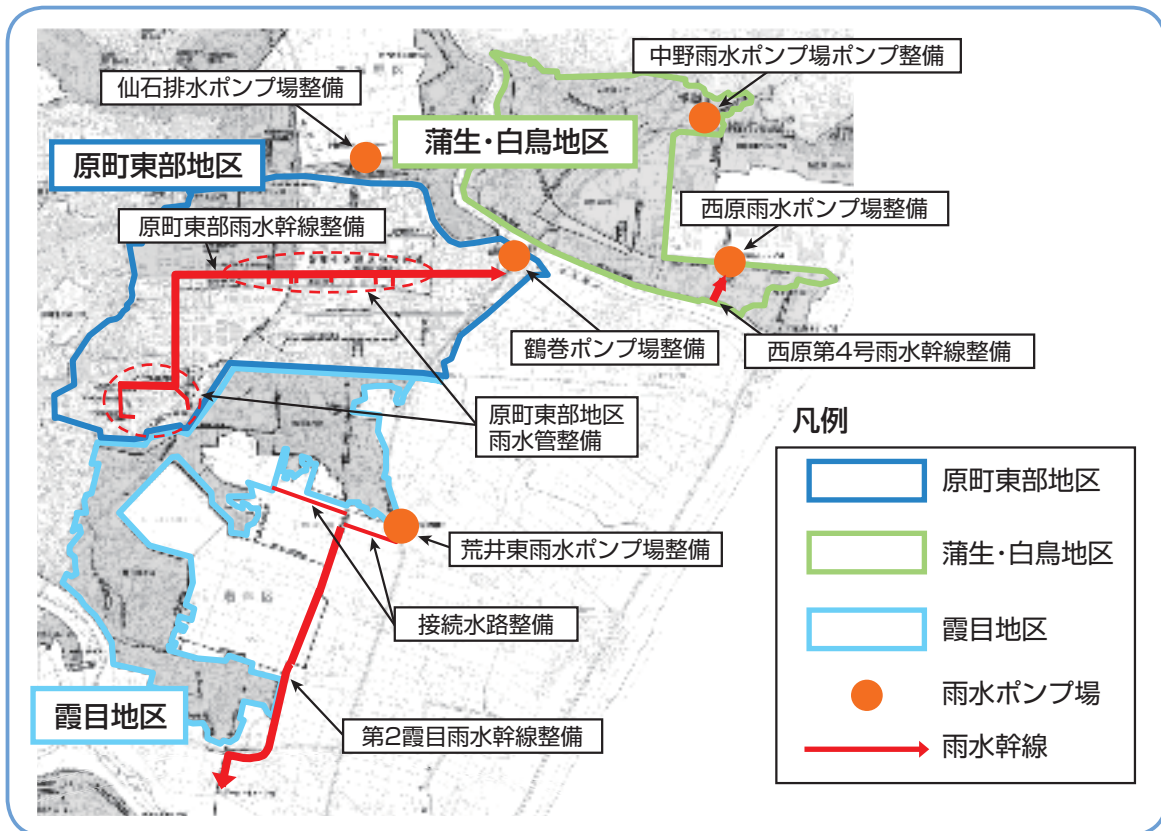 中野雨水ポンプ場ポンプ整備
仙石排水ポンプ場整備
蒲生・白鳥地区
原町東部地区
西原雨水ポンプ場整備
原町東部雨水幹線整備
鶴巻ポンプ場整備
西原第4号雨水幹線整備
原町東部地区
雨水管整備
荒井東雨水ポンプ場整備
接続水路整備
霞目地区
第2霞目雨水幹線整備
凡例
原町東部地区
蒲生・白鳥地区
霞目地区
雨水ポンプ場
雨水幹線